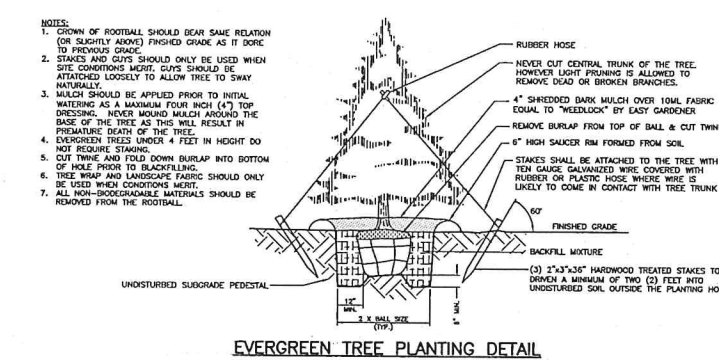 NOTES:
1. CROWN OF ROOTBALL SHOULD BEAR SAME RELATION
(OR SLIGHTLY ABOVE) FINSHED GRADE AS IT BORE
TO PREVIOUS GRADE.
2. STAKES AND GUYS SHOULD ONLY BE USED WHEN
SITE CONDITIONS MERIT. GUYS SHOULD BE
ATTATCHED LOOSELY TO ALLOW TREE TO SWAY
NATURALLY.
3. MULCH SHOULD BE APPLIED PRIOR TO INITIAL
WATERING AS A MAXIMUM FOUR INCH (4") TOP
DRESSING. NEVER MOUND MULCH AROUND THE
BASE OF THE TREE AS THIS WILL RESULT IN
PREMATURE DEATH OF THE TREE.
4. EVERGREEN TREES UNDER 4 FEET IN HEIGHT DO
NOT REQUIRE STAKING.
5. CUT TWINE AND FOLD DOWN BURLAP INTO BOTTOM
OF HOLE PRIOR TO BLACKFILLING.
6. TREE WRAP AND LANDSCAPE FABRIC SHOULD ONLY
BE USED WHEN CONDITIONS MERIT.
7. ALL NON-BIODEGRADABLE MATERIALS SHOULD BE
REMOVED FROM THE ROOTBALL.
RUBBER HOSE
NEVER CUT CENTRAL TRUNK OF THE TREE.
HOWEVER LIGHT PRUNING IS ALLOWED TO
REMOVE DEAD OR BROKEN BRANCHES.
4" SHREDDED BARK MULCH OVER 10ML FABRIC
EQUAL TO "WEEDLOCK" BY EASY GARDENER
REMOVE BURLAP FROM TOP OF BALL & CUT TWIN
6" HIGH SAUCER RIM FORMED FROM SOIL
STAKES SHALL BE ATTACHED TO THE TREE WITH
TEN GAUGE GALVANIZED WIRE COVERED WITH
RUBBER OR PLASTIC HOSE WHERE WIRE IS
LIKELY TO COME IN CONTACT WITH TREE TRUNK
60°
FINISHED GRADE
BACKFILL MIXTURE
(3) 2"x3"x36" HARDWOOD TREATED STAKES TO
DRIVEN A MINIMUM OF TWO (2) FEET INTO
UNDISTURBED SOIL OUTSIDE THE PLANTING HO
UNDISTURBED SUBGRADE PEDESTAL
12"
MIN.
2 X BALL SIZE
(TYP.)
6" MIN.
EVERGREEN TREE PLANTING DETAIL